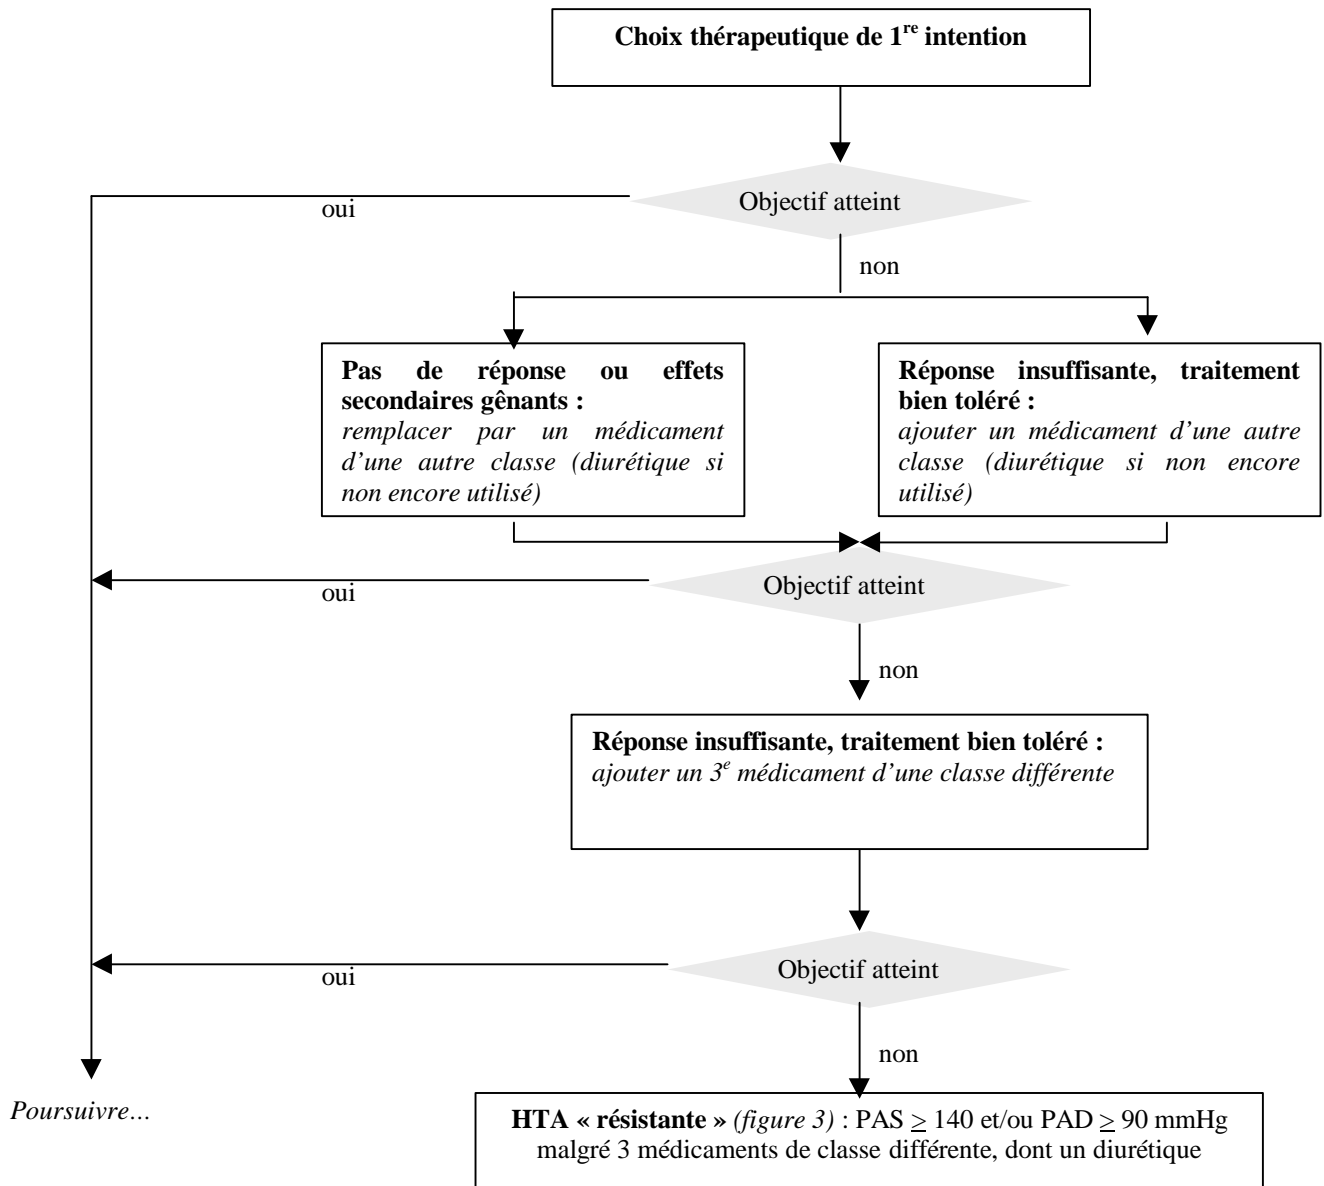 Choix thérapeutique de 1re intention
Objectif atteint
oui
non
Pas de réponse ou effets
secondaires gênants :
remplacer par un médicament
d'une autre classe (diurétique si
non encore utilisé)
Réponse insuffisante, traitement
bien toléré :
ajouter un médicament d'une autre
classe (diurétique si non encore
utilisé)
Objectif atteint
oui
non
Réponse insuffisante, traitement bien toléré :
ajouter un 3e médicament d'une classe différente
Objectif atteint
oui
non
Poursuivre…
HTA « résistante » (figure 3) : PAS ≥ 140 et/ou PAD ≥ 90 mmHg
malgré 3 médicaments de classe différente, dont un diurétique